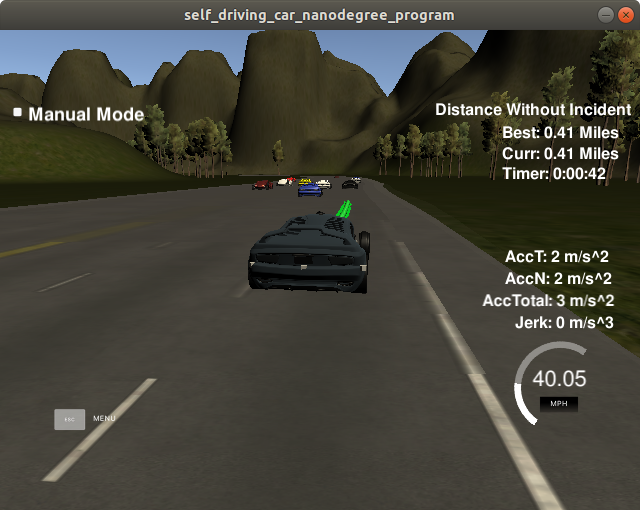 self_driving_car_nanodegree_program
Manual Mode
Distance Without Incident
Best: 0.41 Miles
Curr: 0.41 Miles
Timer: 0:00:42
AccT: 2 m/s^2
AccN: 2 m/s^2
AccTotal: 3 m/s^2
Jerk: 0 m/s^3
40.05
MPH
ESC MENU